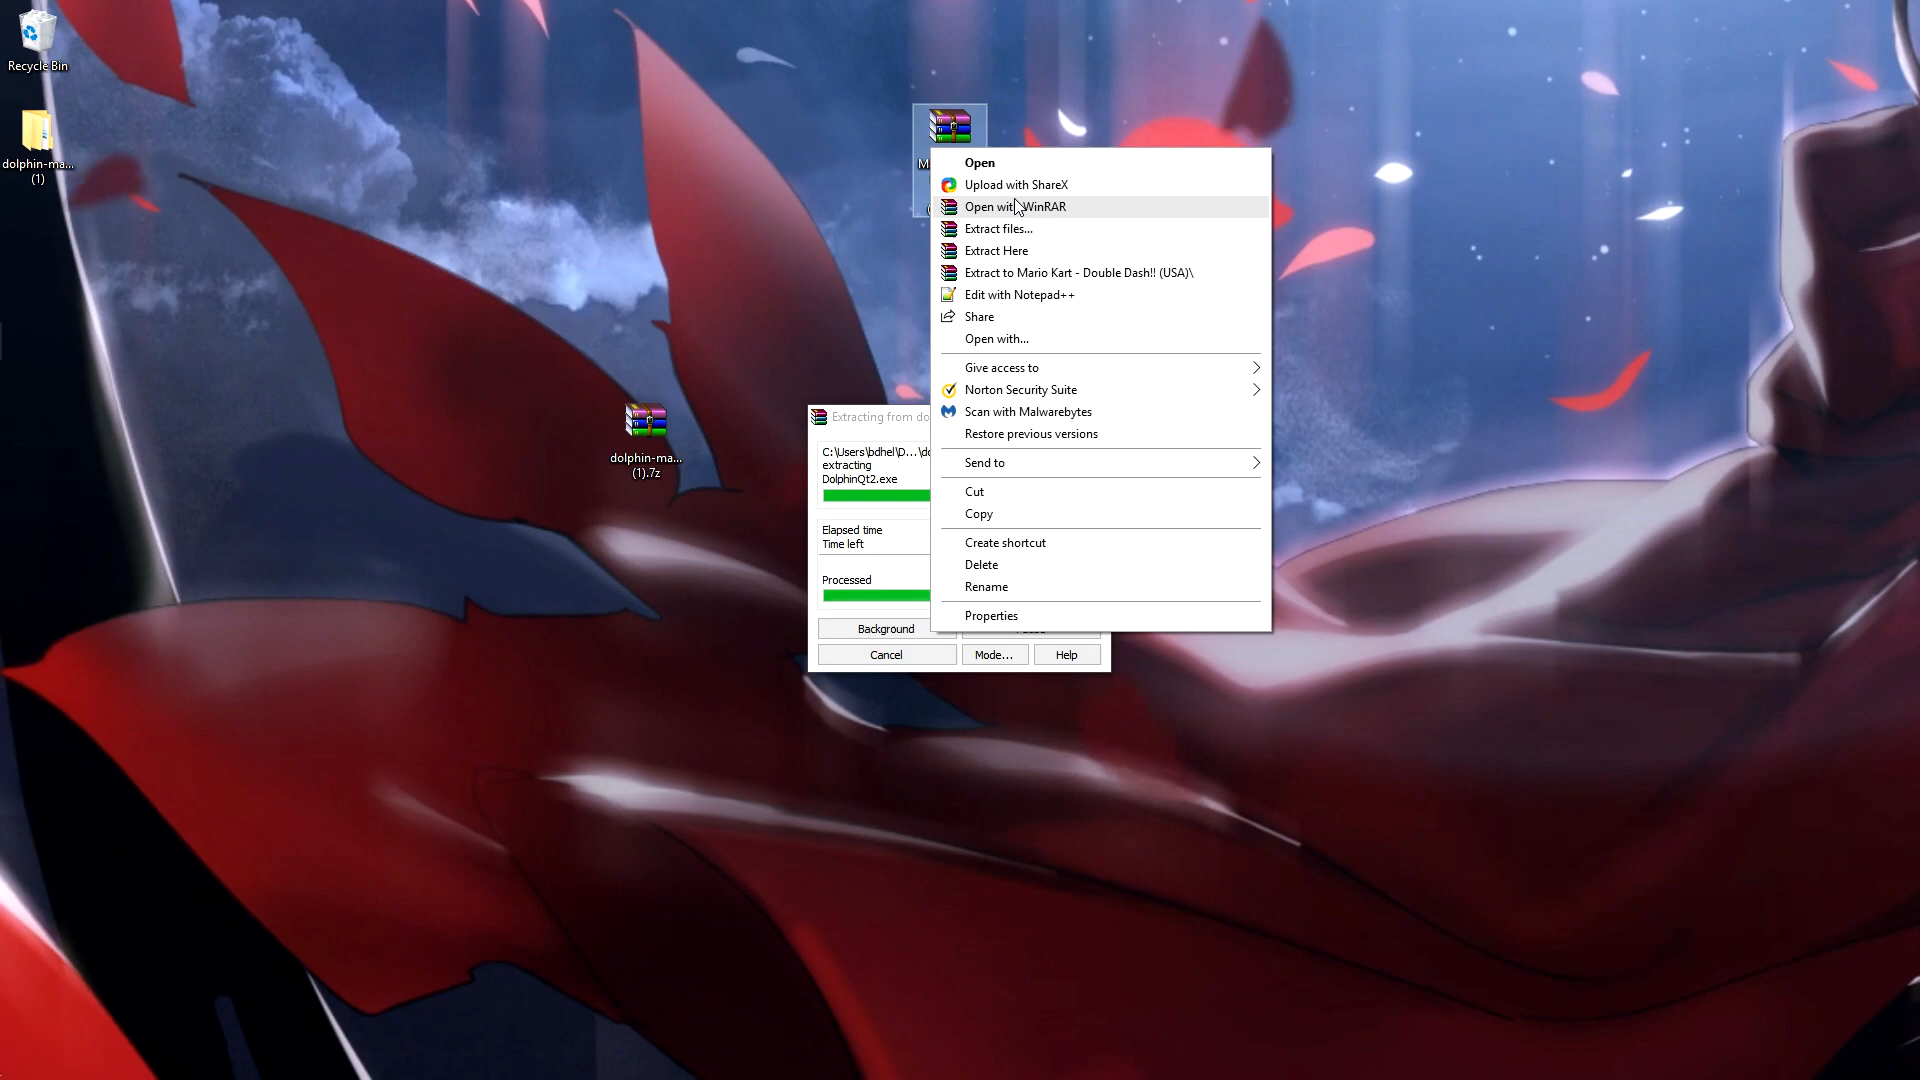 Recycle Bin
dolphin-ma...
(1)
dolphin-ma...
(1).7z
Open
Upload with ShareX
Open with WinRAR
Extract files...
Extract Here
Extract to Mario Kart - Double Dash!! (USA)\
Edit with Notepad++
Share
Open with...
Give access to
Norton Security Suite
Scan with Malwarebytes
Restore previous versions
Send to
Cut
Copy
Create shortcut
Delete
Rename
Properties
Extracting from do
C:\Users\bdhel\D...\do
extracting
DolphinQt2.exe
Elapsed time
Time left
Processed
Background
Cancel
Mode...
Help